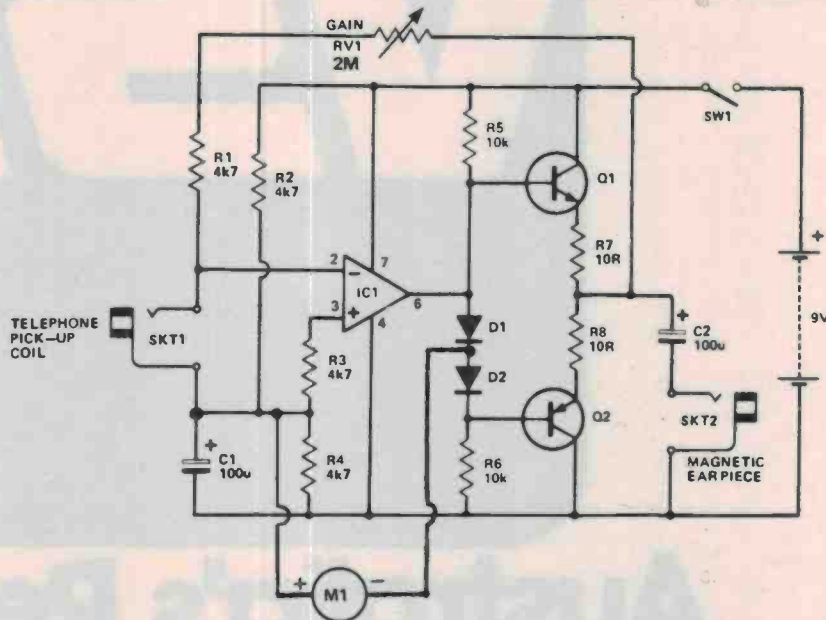 GAIN
RV1
2M
R1
4k7
R2
4k7
R5
10k
SW1
Q1
R7
10R
+
2
−
7
IC1
6
3
+
4
TELEPHONE
PICK–UP
COIL
SKT1
R3
4k7
D1
D2
R8
10R
+
C2
100u
9V
Q2
SKT2
+
C1
100u
R4
4k7
R6
10k
MAGNETIC
EARPIECE
+
M1
−